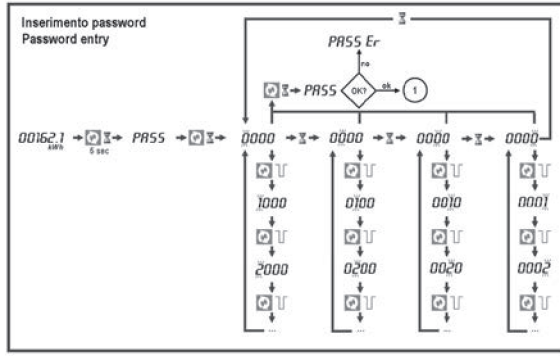 Inserimento password
Password entry
PASS Er
no
PASS OK? ok 1
00162.1 PASS 0000 0000 0000 0000
kWh
5 sec
1000 0100 0010 0001
2000 0200 0020 0002
... ... ... ...